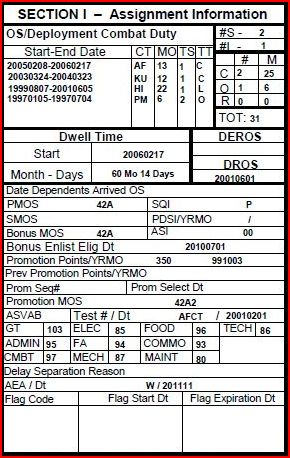 SECTION I – Assignment Information
OS/Deployment Combat Duty #S - 2
#I - 1
Start-End Date CT MO TS TT # M
20050208-20060217 AF 13 1 C
20030324-20040323 KU 12 1 C
19990807-20010605 HI 22 1 L
19970105-19970704 PM 6 2 O
C 2 25
O 1 6
R 0 0
TOT: 31
Dwell Time DEROS
Start 20060217
DROS
Month - Days 60 Mo 14 Days 20010601
Date Dependents Arrived OS
PMOS 42A SQI P
SMOS PDSI/YRMO /
Bonus MOS 42A ASI 00
Bonus Enlist Elig Dt 20100701
Promotion Points/YRMO 350 991003
Prev Promotion Points/YRMO
Prom Seq# Prom Select Dt
Promotion MOS 42A2
ASVAB Test # / Dt AFCT / 20010201
GT 103 ELEC 85 FOOD 96 TECH 86
ADMIN 95 FA 94 COMMO 93
CMBT 97 MECH 87 MAINT 80
Delay Separation Reason
AEA / Dt W / 201111
Flag Code Flag Start Dt Flag Expiration Dt